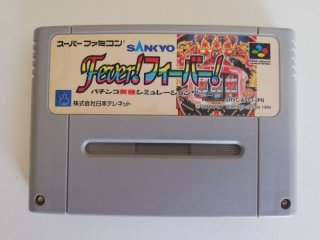 スーパーファミコン
SANKYO
Fever! フィーバー!
パチンコ実機シミュレーションゲーム
株式会社日本テレネット